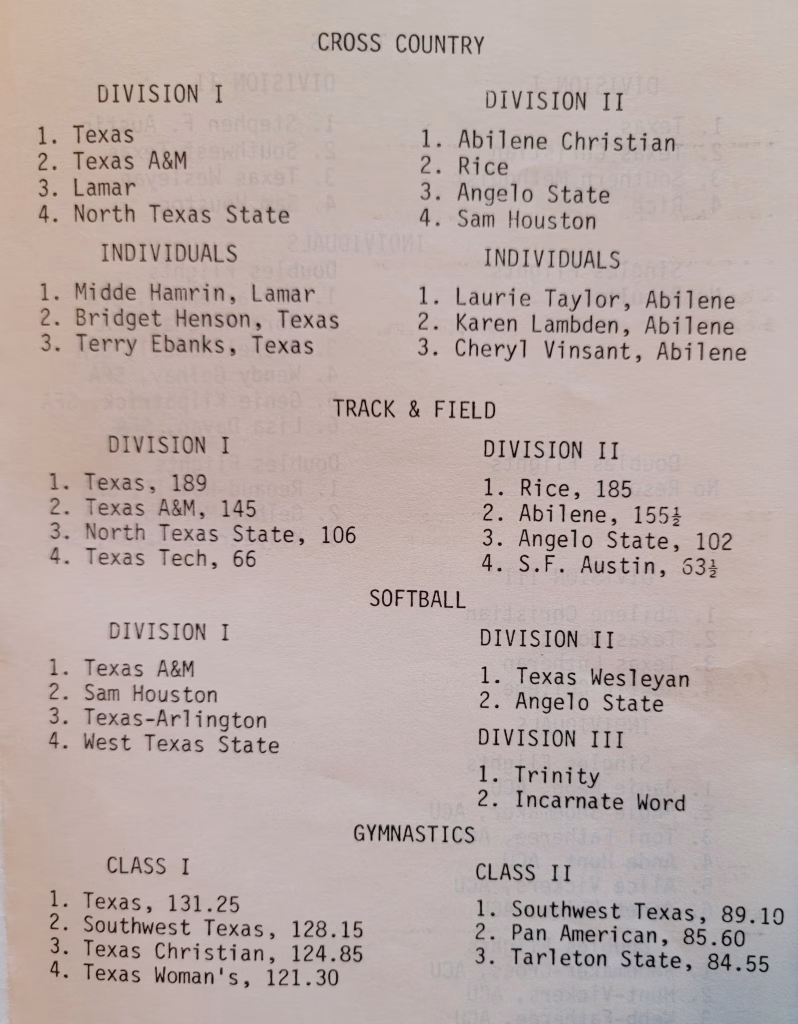 CROSS COUNTRY
DIVISION I
1. Texas
2. Texas A&M
3. Lamar
4. North Texas State
INDIVIDUALS
1. Midde Hamrin, Lamar
2. Bridget Henson, Texas
3. Terry Ebanks, Texas
DIVISION II
1. Abilene Christian
2. Rice
3. Angelo State
4. Sam Houston
INDIVIDUALS
1. Laurie Taylor, Abilene
2. Karen Lambden, Abilene
3. Cheryl Vinsant, Abilene
TRACK & FIELD
DIVISION I
1. Texas, 189
2. Texas A&M, 145
3. North Texas State, 106
4. Texas Tech, 66
DIVISION II
1. Rice, 185
2. Abilene, 155½
3. Angelo State, 102
4. S.F. Austin, 63½
SOFTBALL
DIVISION I
1. Texas A&M
2. Sam Houston
3. Texas-Arlington
4. West Texas State
DIVISION II
1. Texas Wesleyan
2. Angelo State
DIVISION III
1. Trinity
2. Incarnate Word
GYMNASTICS
CLASS I
1. Texas, 131.25
2. Southwest Texas, 128.15
3. Texas Christian, 124.85
4. Texas Woman's, 121.30
CLASS II
1. Southwest Texas, 89.10
2. Pan American, 85.60
3. Tarleton State, 84.55